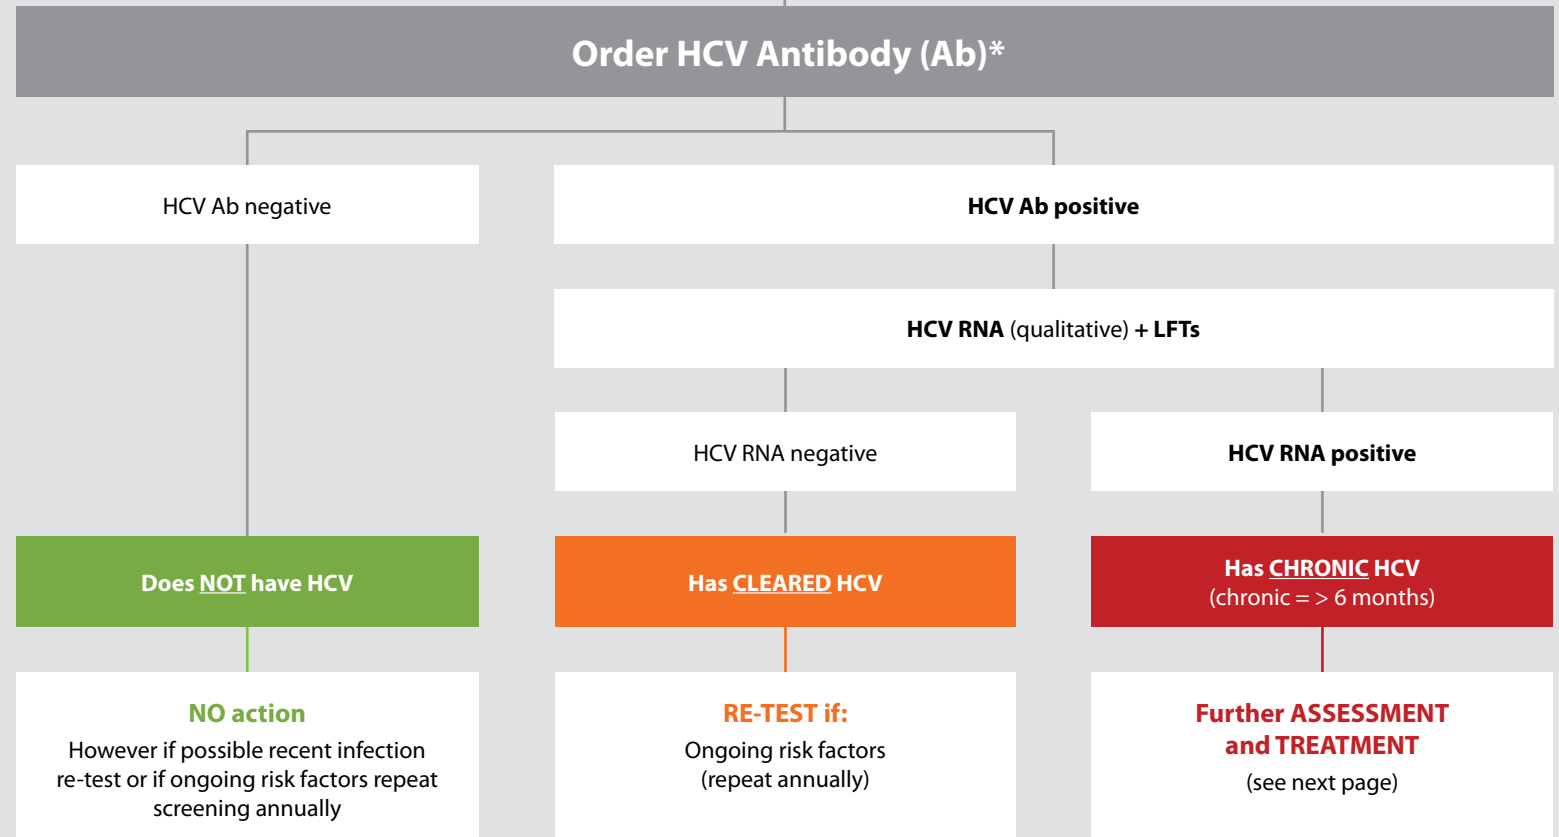 Order HCV Antibody (Ab)*
HCV Ab negative
HCV Ab positive
HCV RNA (qualitative) + LFTs
HCV RNA negative
HCV RNA positive
Does NOT have HCV
Has CLEARED HCV
Has CHRONIC HCV
(chronic = > 6 months)
NO action
However if possible recent infection
re-test or if ongoing risk factors repeat
screening annually
RE-TEST if:
Ongoing risk factors
(repeat annually)
Further ASSESSMENT
and TREATMENT
(see next page)